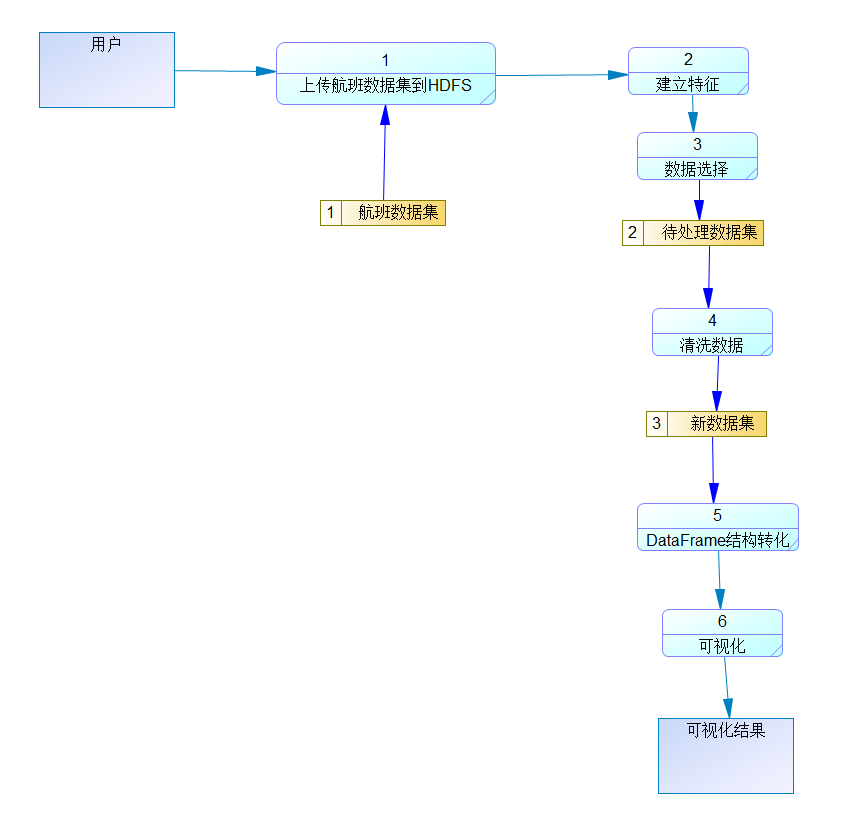 用户
1
上传航班数据集到HDFS
2
建立特征
3
数据选择
1 航班数据集
2 待处理数据集
4
清洗数据
3 新数据集
5
DataFrame结构转化
6
可视化
可视化结果